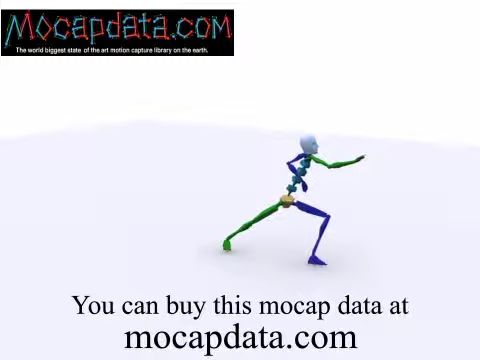 Mocapdata.com
The world biggest state of the art motion capture library on the earth.
You can buy this mocap data at
mocapdata.com